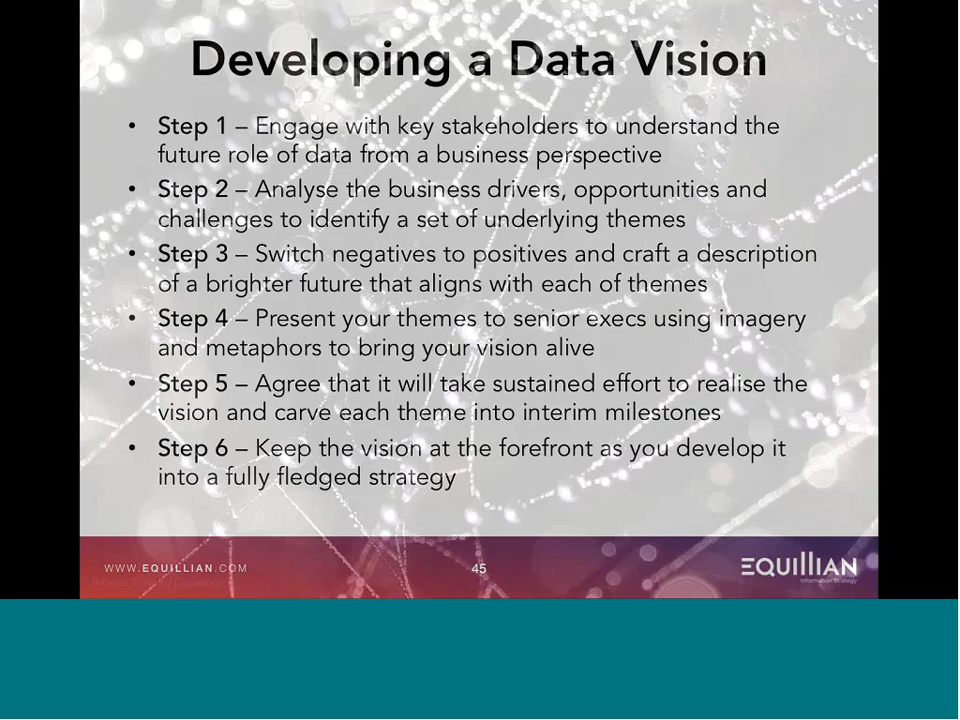 Developing a Data Vision
• Step 1 – Engage with key stakeholders to understand the
future role of data from a business perspective
• Step 2 – Analyse the business drivers, opportunities and
challenges to identify a set of underlying themes
• Step 3 – Switch negatives to positives and craft a description
of a brighter future that aligns with each of themes
• Step 4 – Present your themes to senior execs using imagery
and metaphors to bring your vision alive
• Step 5 – Agree that it will take sustained effort to realise the
vision and carve each theme into interim milestones
• Step 6 – Keep the vision at the forefront as you develop it
into a fully fledged strategy
WWW.EQUILLIAN.COM
45
EQUILLIAN
Information Strategy